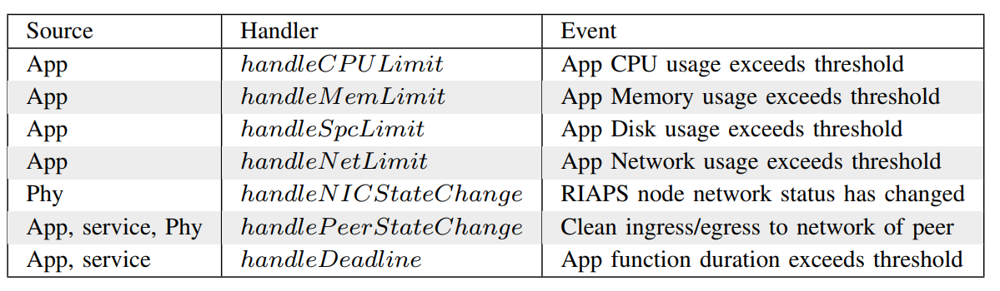 Source Handler Event
App handleCPULimit App CPU usage exceeds threshold
App handleMemLimit App Memory usage exceeds threshold
App handleSpcLimit App Disk usage exceeds threshold
App handleNetLimit App Network usage exceeds threshold
Phy handleNICStateChange RIAPS node network status has changed
App, service, Phy handlePeerStateChange Clean ingress/egress to network of peer
App, service handleDeadline App function duration exceeds threshold